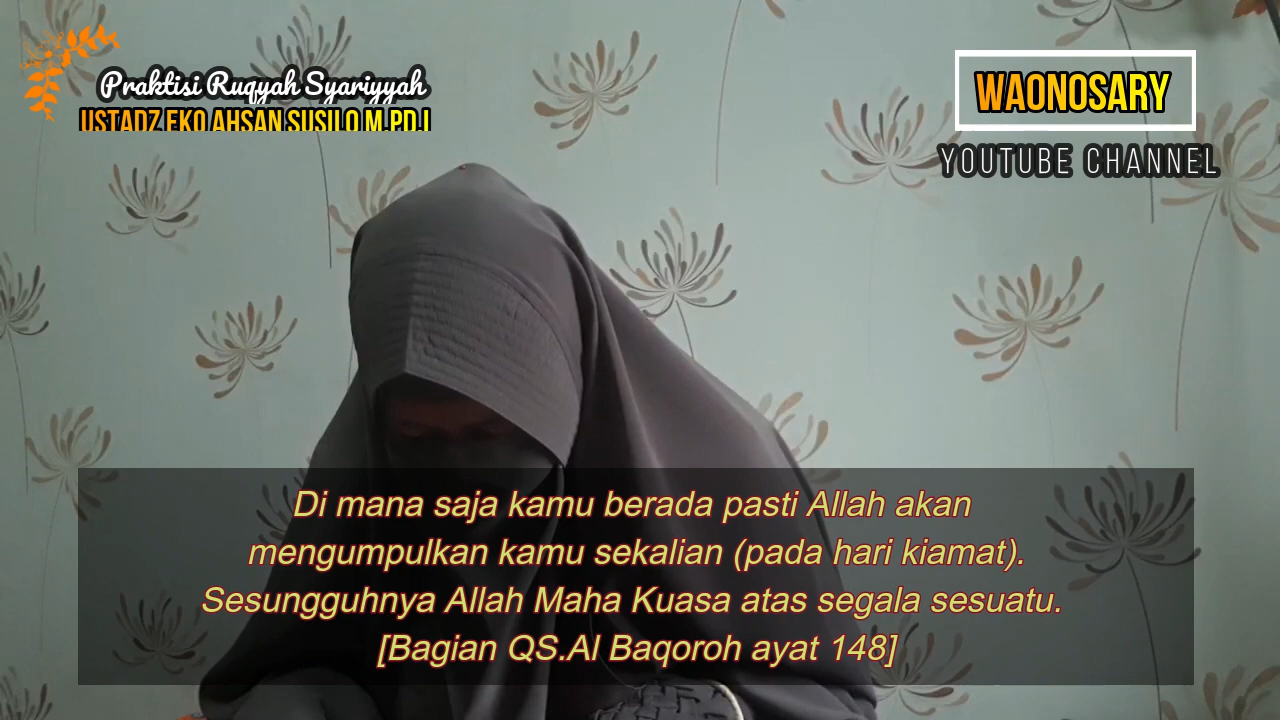 Praktisi Ruqyah Syariyyah
USTADZ EKO AHSAN SUSILO M.PD.I
WAONOSARY
YOUTUBE CHANNEL
Di mana saja kamu berada pasti Allah akan
mengumpulkan kamu sekalian (pada hari kiamat).
Sesungguhnya Allah Maha Kuasa atas segala sesuatu.
[Bagian QS.Al Baqoroh ayat 148]